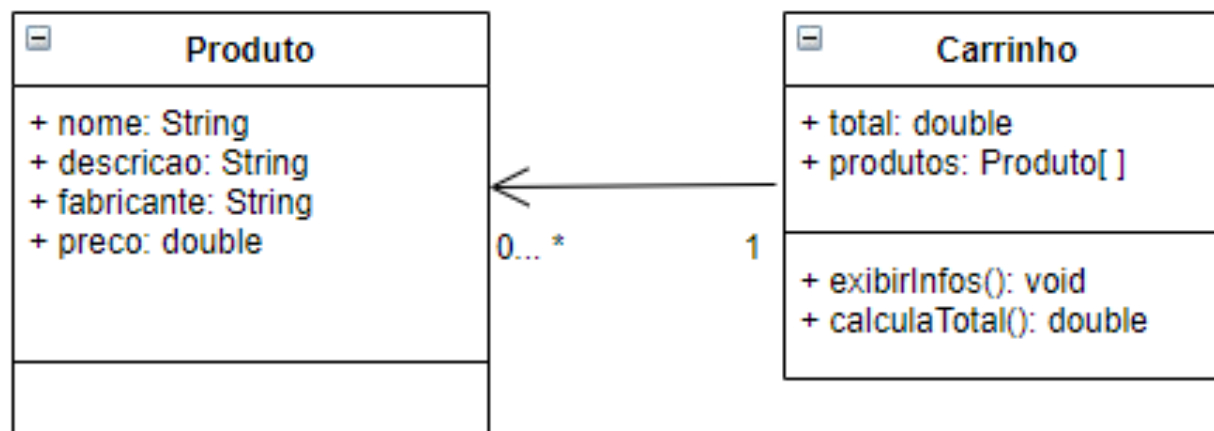 Produto
+ nome: String
+ descricao: String
+ fabricante: String
+ preco: double
0... *
1
Carrinho
+ total: double
+ produtos: Produto[ ]
+ exibirInfos(): void
+ calculaTotal(): double